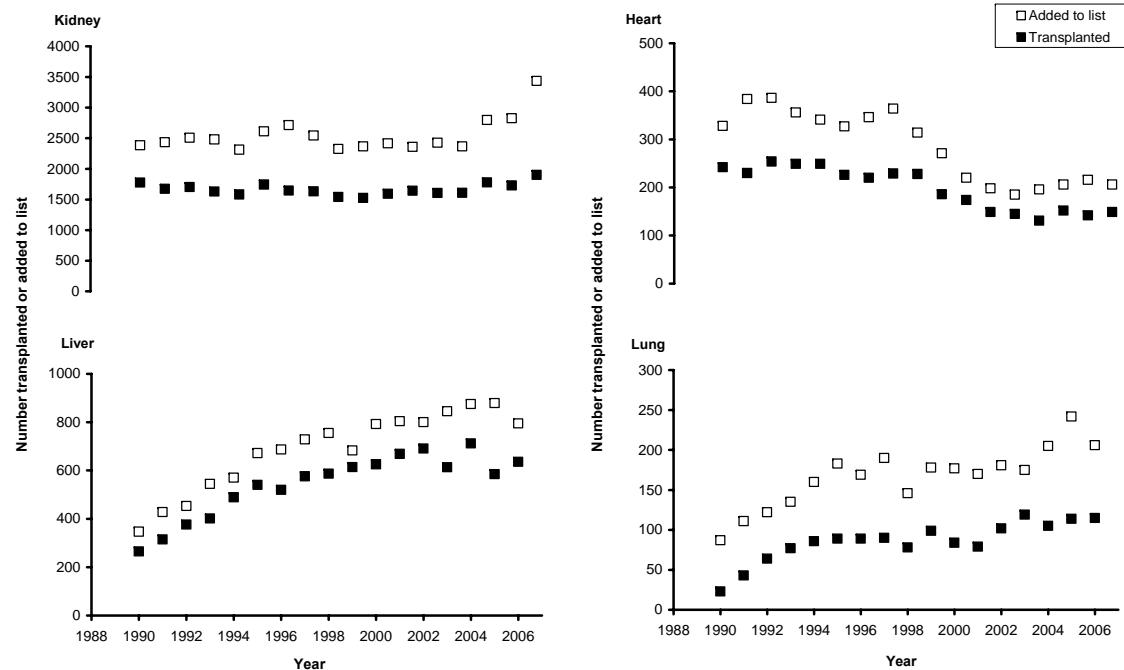 Kidney
4000
3500
3000
2500
2000
1500
1000
500
0
Heart
500
400
300
200
100
0
Added to list
Transplanted
Number transplanted or added to list
Number transplanted or added to list
Liver
1000
800
600
400
200
0
1988 1990 1992 1994 1996 1998 2000 2002 2004 2006
Year
Lung
300
250
200
150
100
50
0
1988 1990 1992 1994 1996 1998 2000 2002 2004 2006
Year